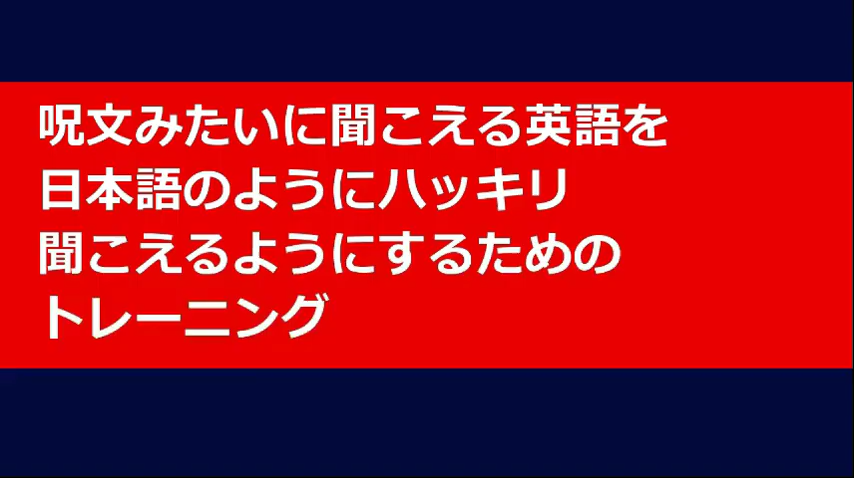 呪文みたいに聞こえる英語を
日本語のようにハッキリ
聞こえるようにするための
トレーニング